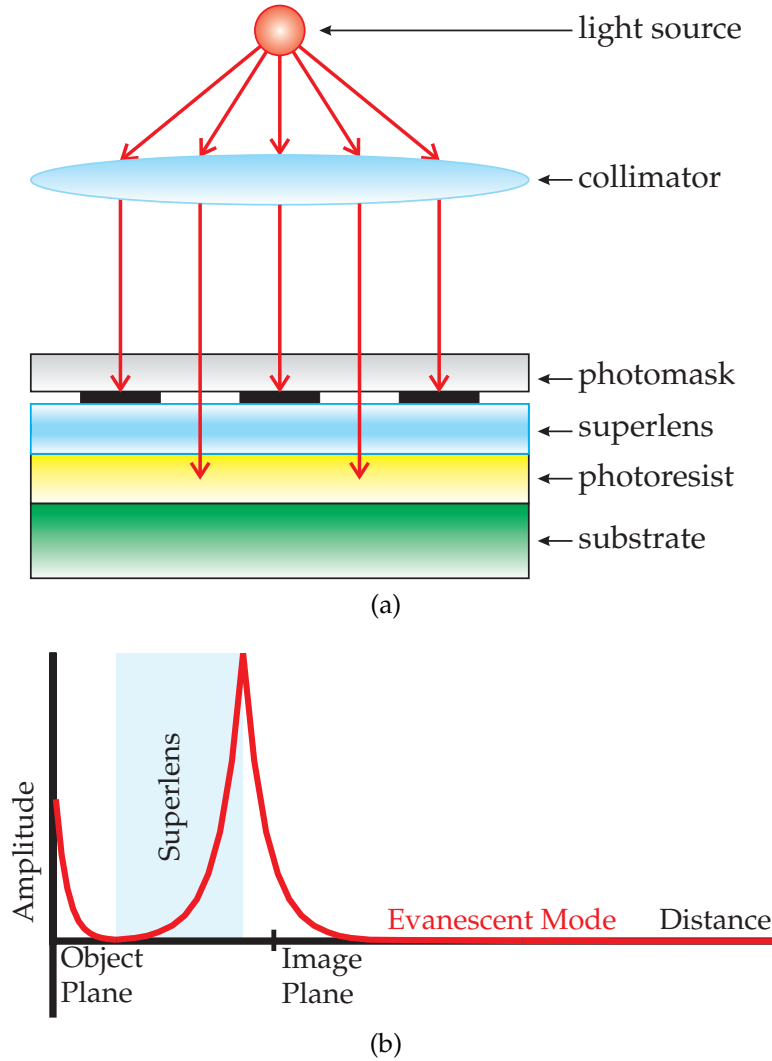 light source
collimator
photomask
superlens
photoresist
substrate
(a)
Amplitude
Superlens
Evanescent Mode
Distance
Object
Plane
Image
Plane
(b)